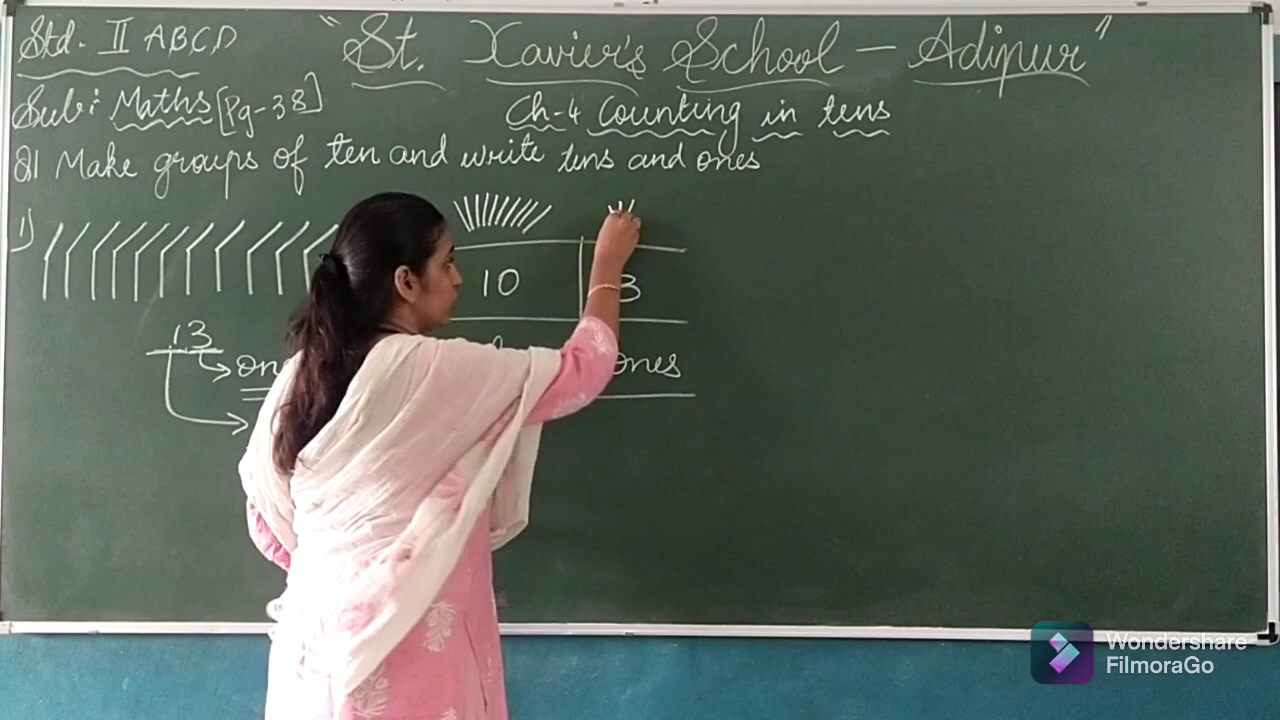 Std. II A B C D
"St. Xavier's School - Adipur"
Sub: Maths [Pg-38]
Ch-4 Counting in tens
Q1 Make groups of ten and write tens and ones
1)
10 3
13
ones
Wondershare
FilmoraGo